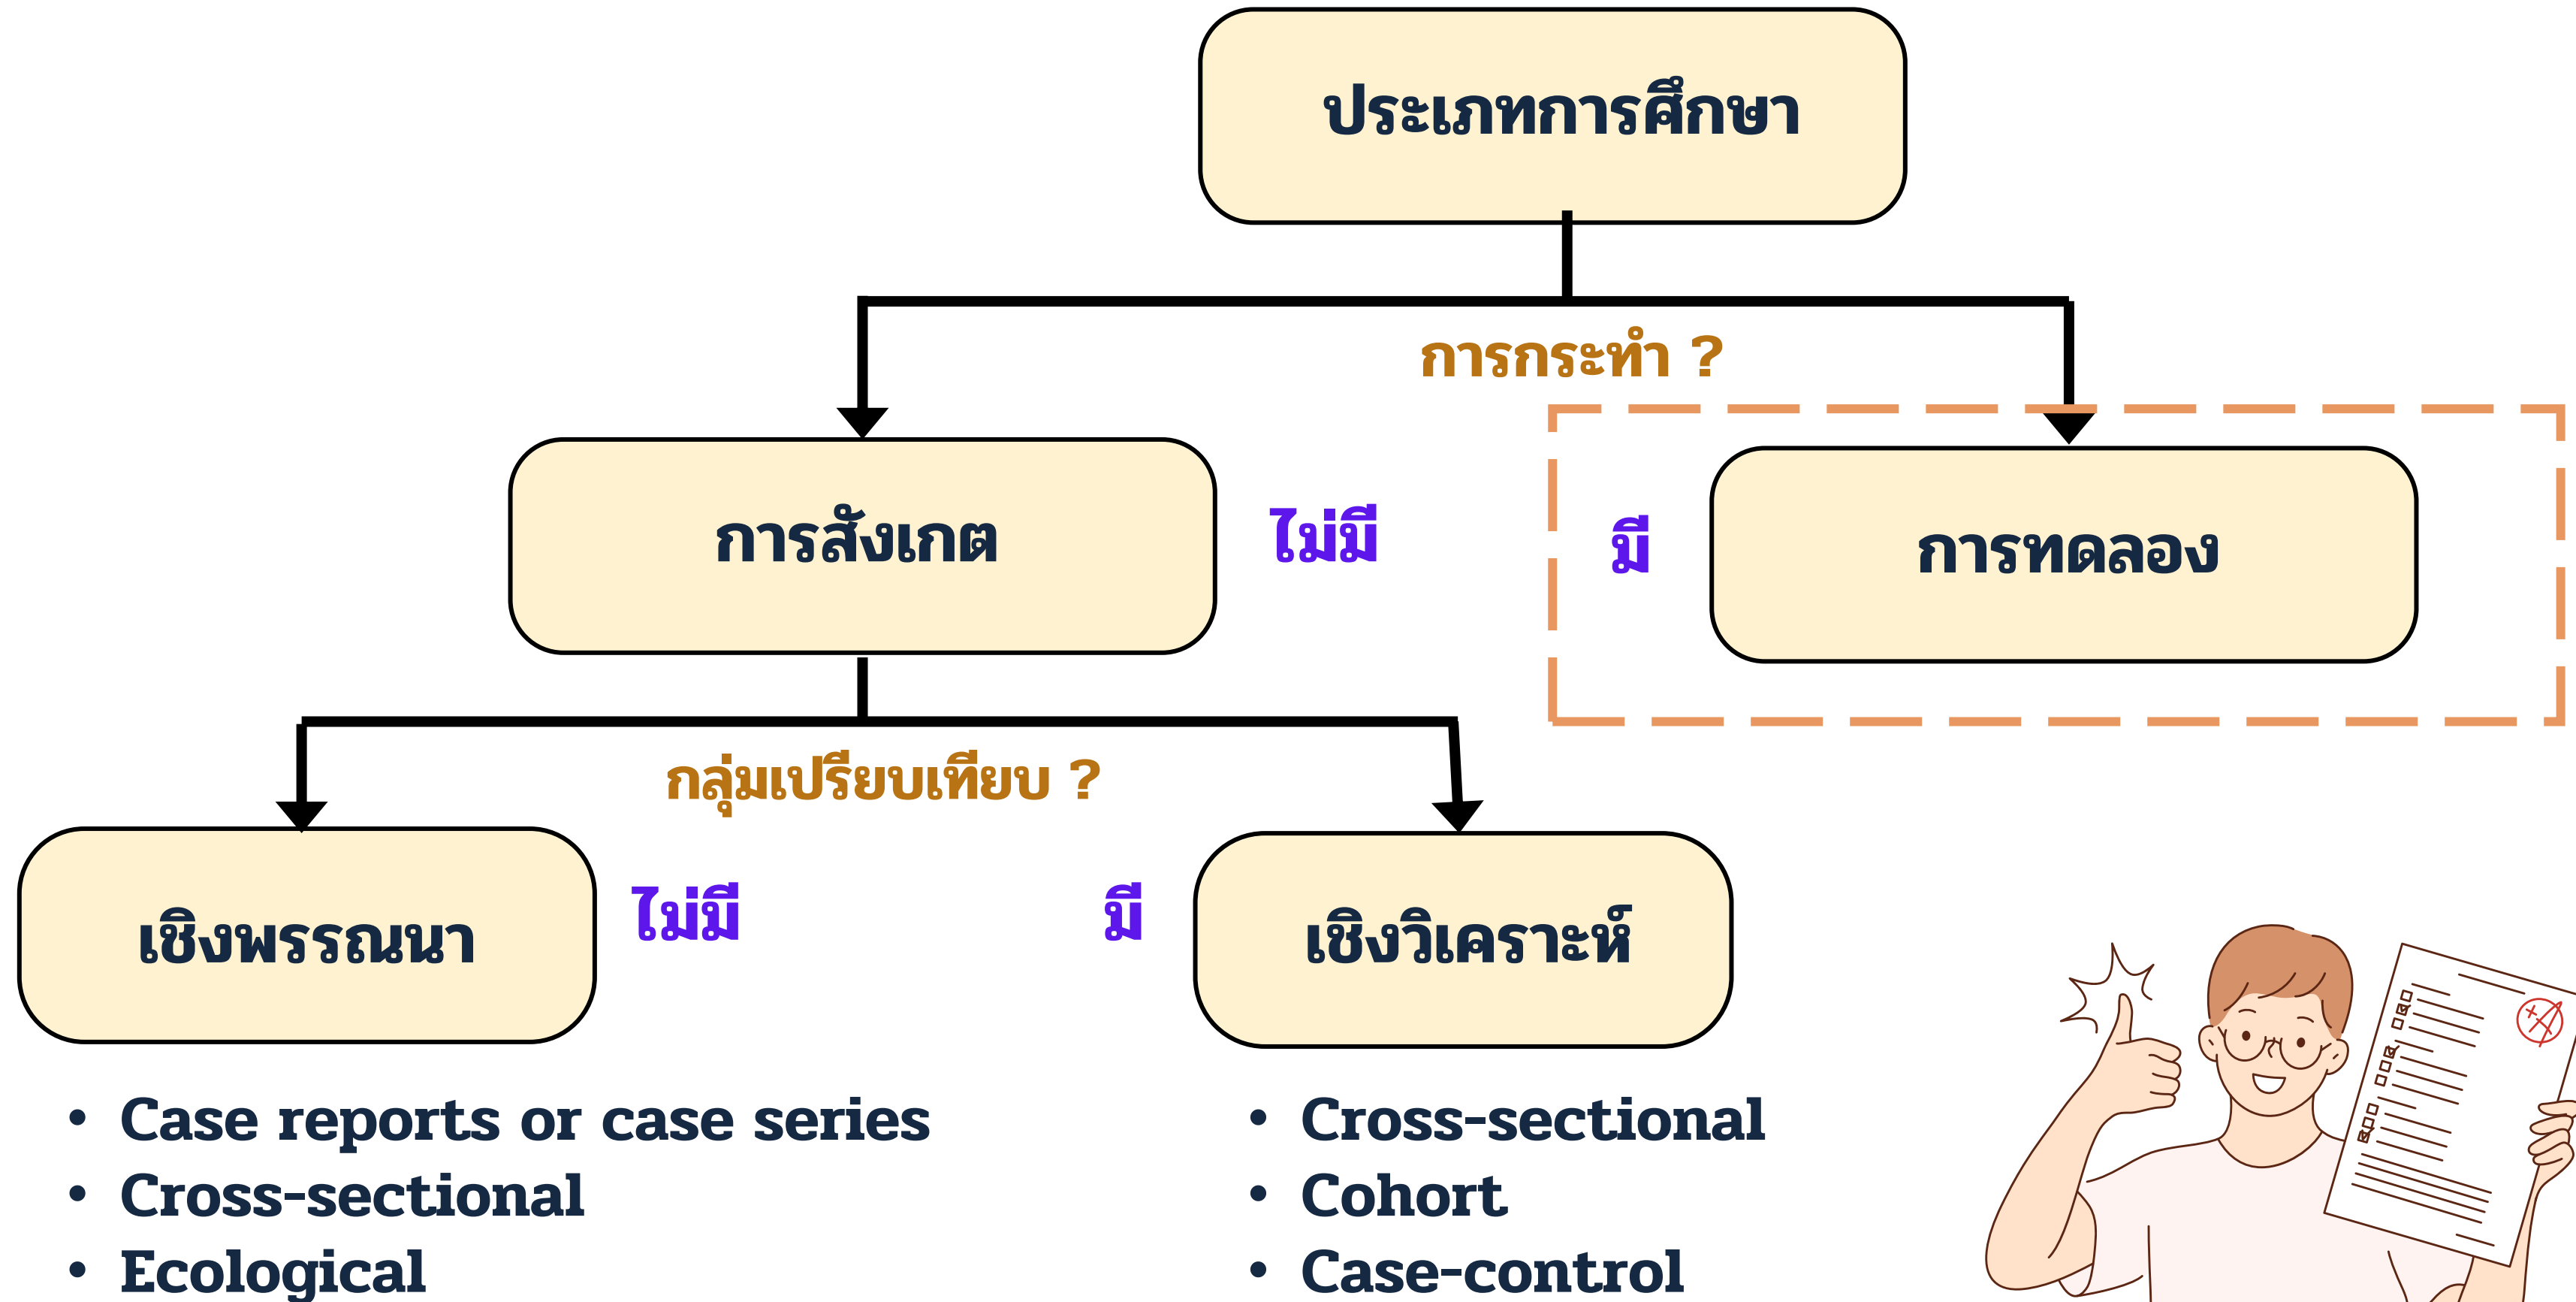 ประเภทการศึกษา
การกระทำ ?
การสังเกต
ไม่มี
มี
การทดลอง
กลุ่มเปรียบเทียบ ?
เชิงพรรณนา
ไม่มี
มี
เชิงวิเคราะห์
• Case reports or case series
• Cross-sectional
• Ecological
• Cross-sectional
• Cohort
• Case-control
A+